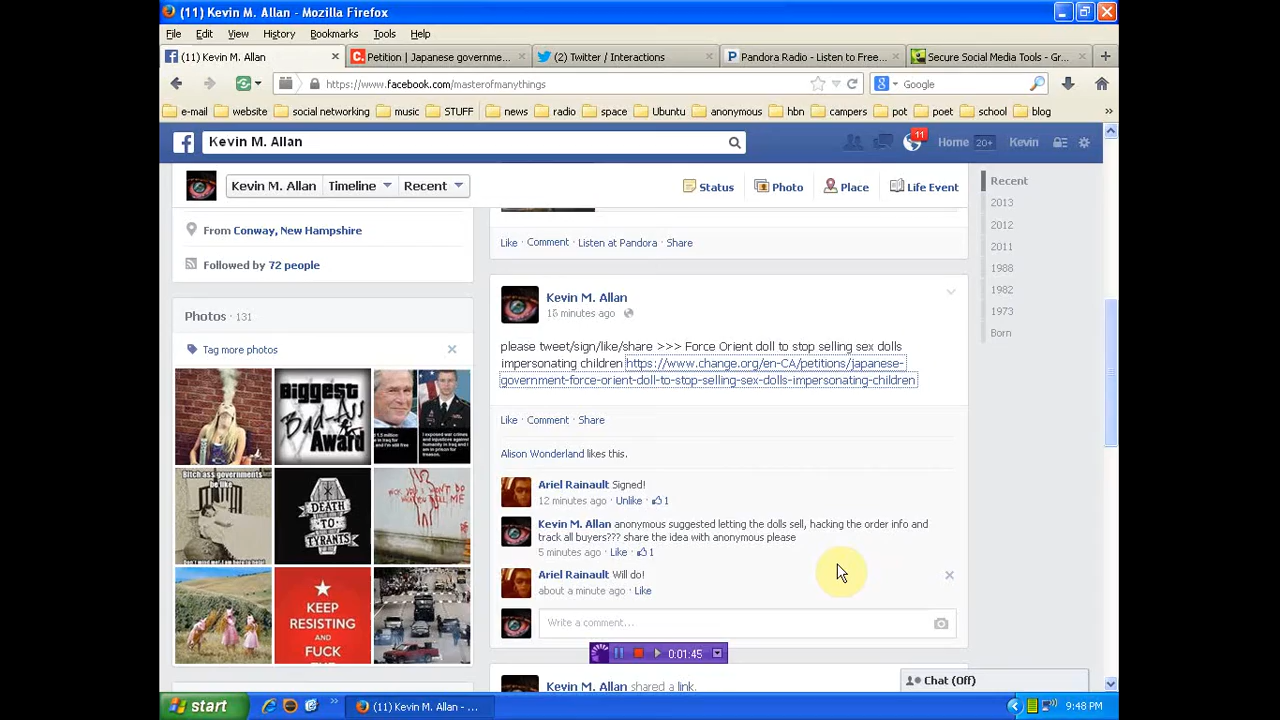 (11) Kevin M. Allan - Mozilla Firefox
File Edit View History Bookmarks Tools Help
(11) Kevin M. Allan
Petition | Japanese governme...
(2) Twitter / Interactions
Pandora Radio - Listen to Free...
Secure Social Media Tools - Gr...
https://www.facebook.com/masterofmanythings
Google
e-mail website social networking music STUFF news radio space Ubuntu anonymous hbn campers pot poet school blog
Kevin M. Allan
11
Home 20+ Kevin
Kevin M. Allan Timeline Recent
Status Photo Place Life Event
From Conway, New Hampshire
Followed by 72 people
Photos · 131
Tag more photos
BIGGEST
Bad-Ass
Award
Bitch ass governments
be like
DEATH
TO
TYRANTS
KEEP
RESISTING
AND
Like · Comment · Listen at Pandora · Share
Kevin M. Allan
16 minutes ago
please tweet/sign/like/share >>> Force Orient doll to stop selling sex dolls
impersonating children https://www.change.org/en-CA/petitions/japanese-
government-force-orient-doll-to-stop-selling-sex-dolls-impersonating-children
Like · Comment · Share
Alison Wonderland likes this.
Ariel Rainault Signed!
12 minutes ago · Unlike · 1
Kevin M. Allan anonymous suggested letting the dolls sell, hacking the order info and
track all buyers??? share the idea with anonymous please
5 minutes ago · Like · 1
Ariel Rainault Will do!
about a minute ago · Like
Write a comment...
0:01:45
Kevin M. Allan shared a link.
Recent
2013
2012
2011
1988
1982
1973
Born
Chat (Off)
start
(11) Kevin M. Allan - ...
9:48 PM